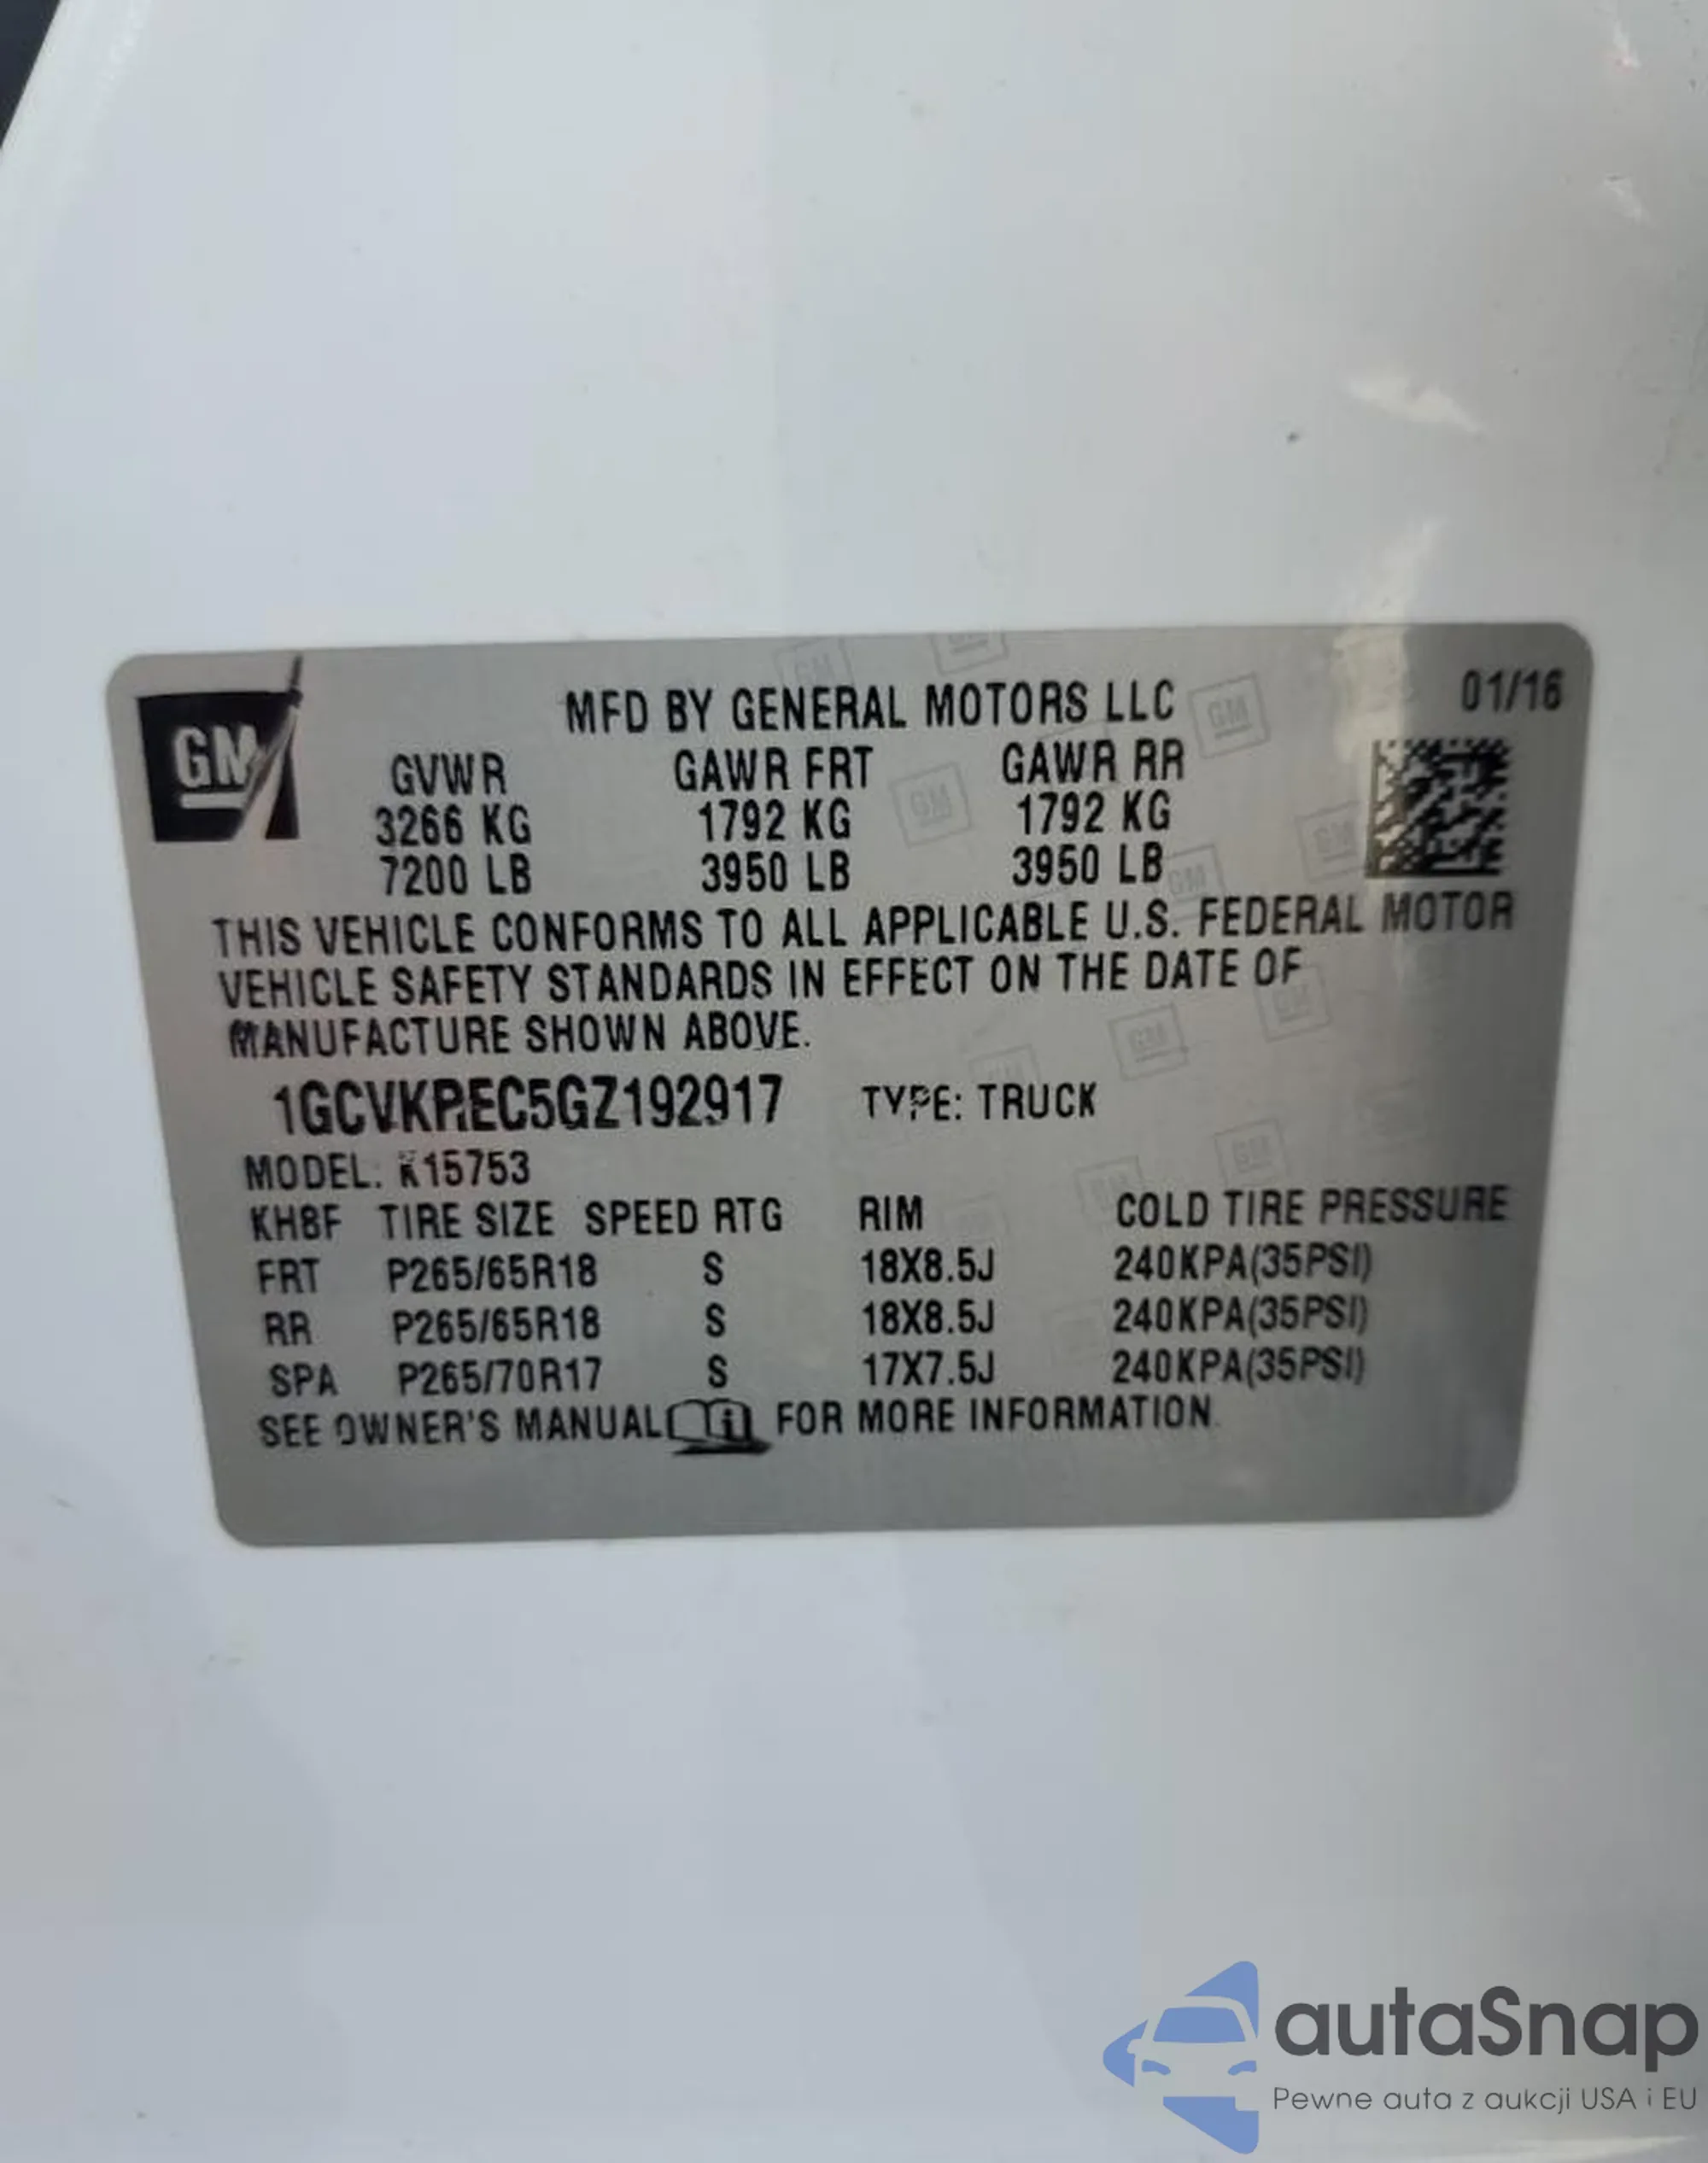 GM
MFD BY GENERAL MOTORS LLC
01/16
GVWR GAWR FRT GAWR RR
3266 KG 1792 KG 1792 KG
7200 LB 3950 LB 3950 LB
THIS VEHICLE CONFORMS TO ALL APPLICABLE U.S. FEDERAL MOTOR
VEHICLE SAFETY STANDARDS IN EFFECT ON THE DATE OF
MANUFACTURE SHOWN ABOVE.
1GCVKREC5GZ192917 TYPE: TRUCK
MODEL: K15753
KH8F TIRE SIZE SPEED RTG RIM COLD TIRE PRESSURE
FRT P265/65R18 S 18X8.5J 240KPA(35PSI)
RR P265/65R18 S 18X8.5J 240KPA(35PSI)
SPA P265/70R17 S 17X7.5J 240KPA(35PSI)
SEE OWNER'S MANUAL i FOR MORE INFORMATION.
autaSnap
Pewne auta z aukcji USA i EU